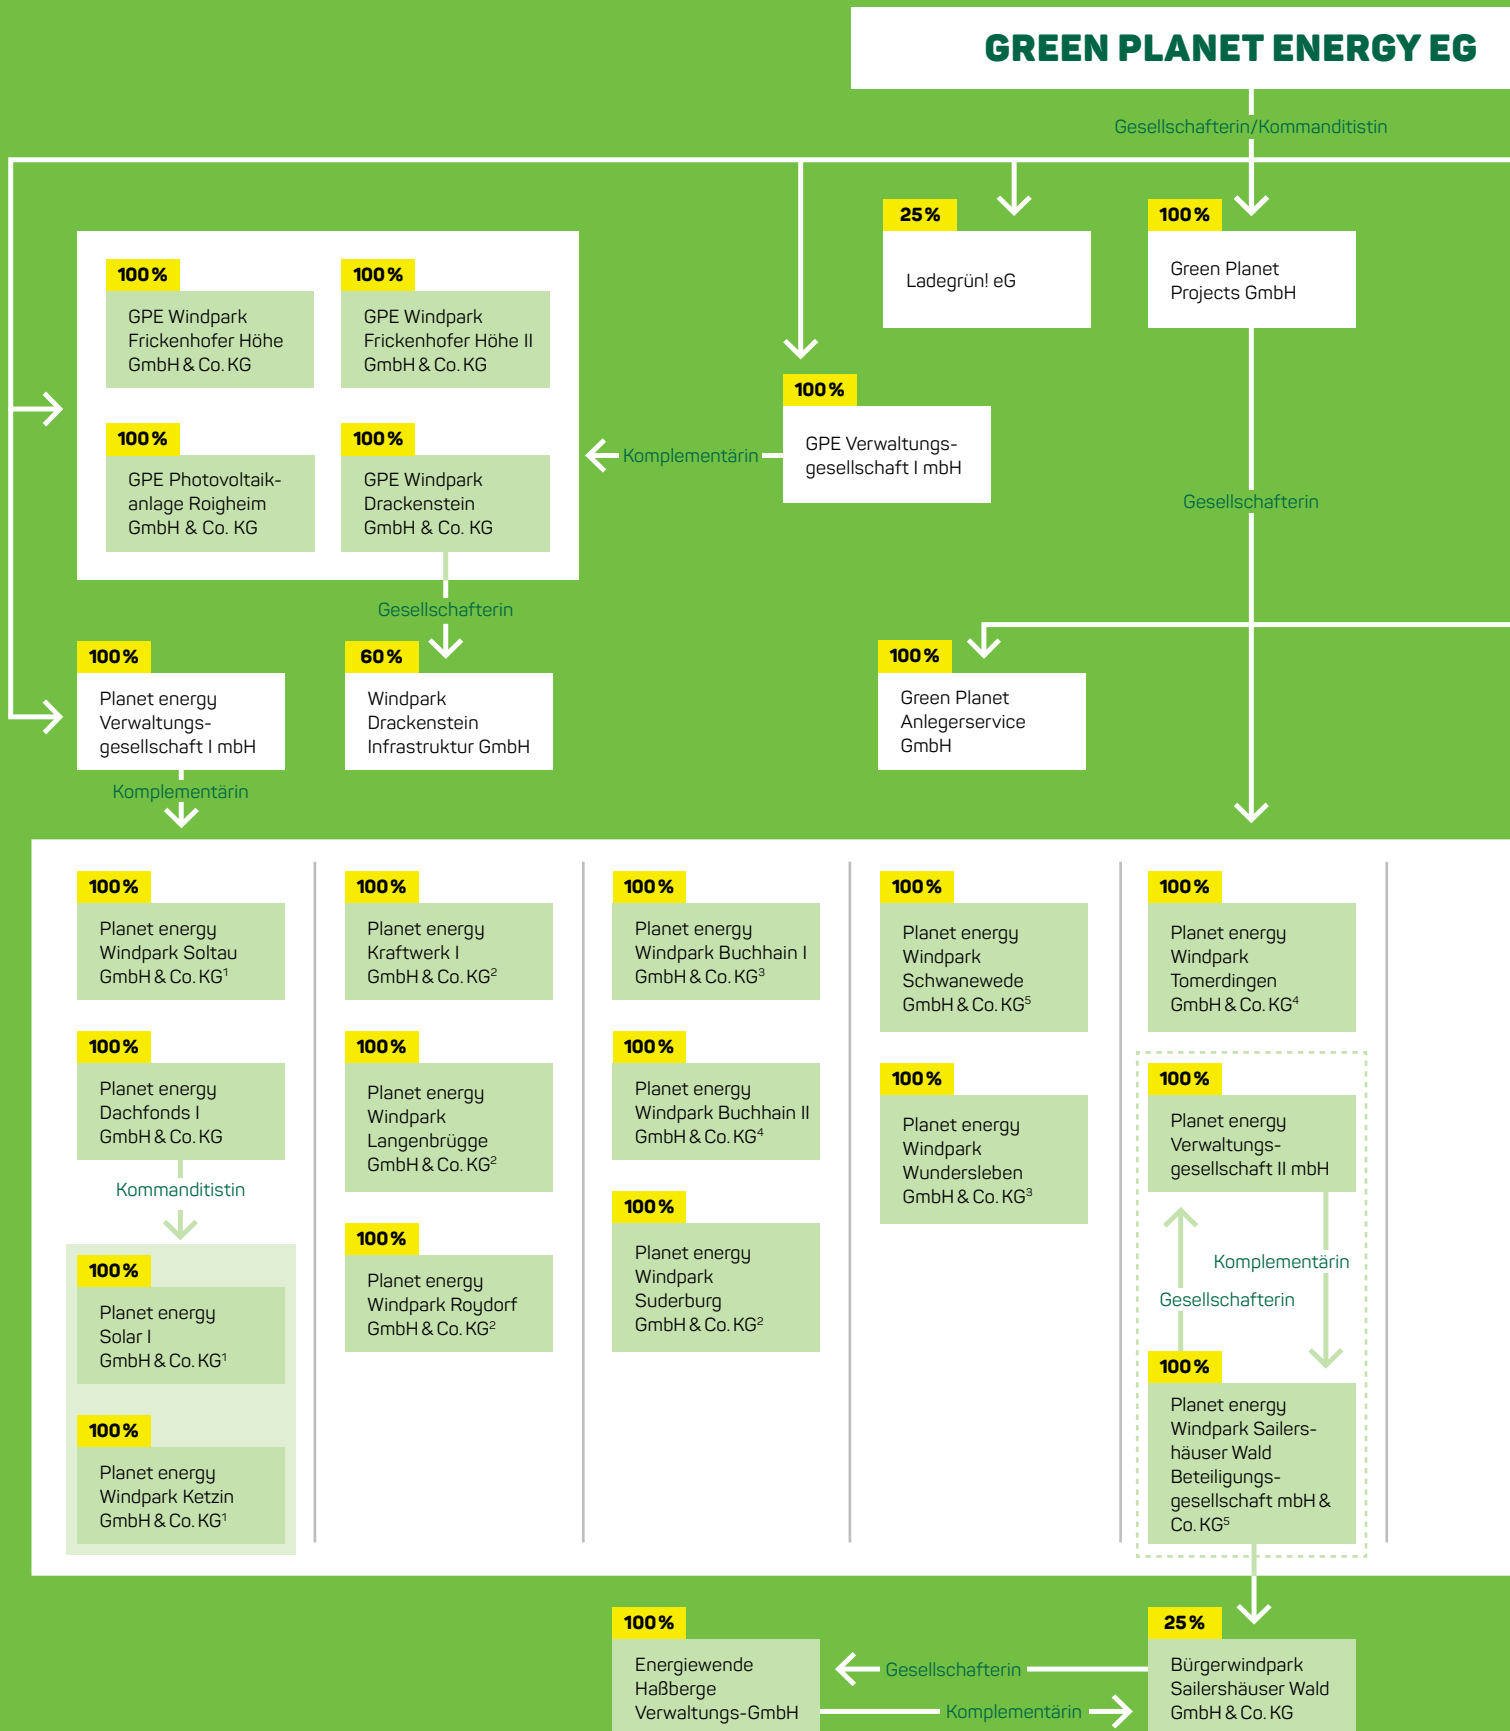 GREEN PLANET ENERGY EG
Gesellschafterin/Kommanditistin
25 %
Ladegrün! eG
100 %
Green Planet
Projects GmbH
100 %
GPE Windpark
Frickenhofer Höhe
GmbH & Co. KG
100 %
GPE Windpark
Frickenhofer Höhe II
GmbH & Co. KG
100 %
GPE Photovoltaik-
anlage Roigheim
GmbH & Co. KG
100 %
GPE Windpark
Drackenstein
GmbH & Co. KG
Komplementärin
100 %
GPE Verwaltungs-
gesellschaft I mbH
Gesellschafterin
Gesellschafterin
100 %
Planet energy
Verwaltungs-
gesellschaft I mbH
60 %
Windpark
Drackenstein
Infrastruktur GmbH
100 %
Green Planet
Anlegerservice
GmbH
Komplementärin
100 %
Planet energy
Windpark Soltau
GmbH & Co. KG¹
100 %
Planet energy
Dachfonds I
GmbH & Co. KG
Kommanditistin
100 %
Planet energy
Solar I
GmbH & Co. KG¹
100 %
Planet energy
Windpark Ketzin
GmbH & Co. KG¹
100 %
Planet energy
Kraftwerk I
GmbH & Co. KG²
100 %
Planet energy
Windpark
Langenbrügge
GmbH & Co. KG²
100 %
Planet energy
Windpark Roydorf
GmbH & Co. KG²
100 %
Planet energy
Windpark Buchhain I
GmbH & Co. KG³
100 %
Planet energy
Windpark Buchhain II
GmbH & Co. KG⁴
100 %
Planet energy
Windpark
Suderburg
GmbH & Co. KG²
100 %
Planet energy
Windpark
Schwanewede
GmbH & Co. KG⁵
100 %
Planet energy
Windpark
Wundersleben
GmbH & Co. KG³
100 %
Planet energy
Windpark
Tomerdingen
GmbH & Co. KG⁴
100 %
Planet energy
Verwaltungs-
gesellschaft II mbH
Komplementärin
Gesellschafterin
100 %
Planet energy
Windpark Sailers-
häuser Wald
Beteiligungs-
gesellschaft mbH &
Co. KG⁵
100 %
Energiewende
Haßberge
Verwaltungs-GmbH
Gesellschafterin
Komplementärin
25 %
Bürgerwindpark
Sailershäuser Wald
GmbH & Co. KG